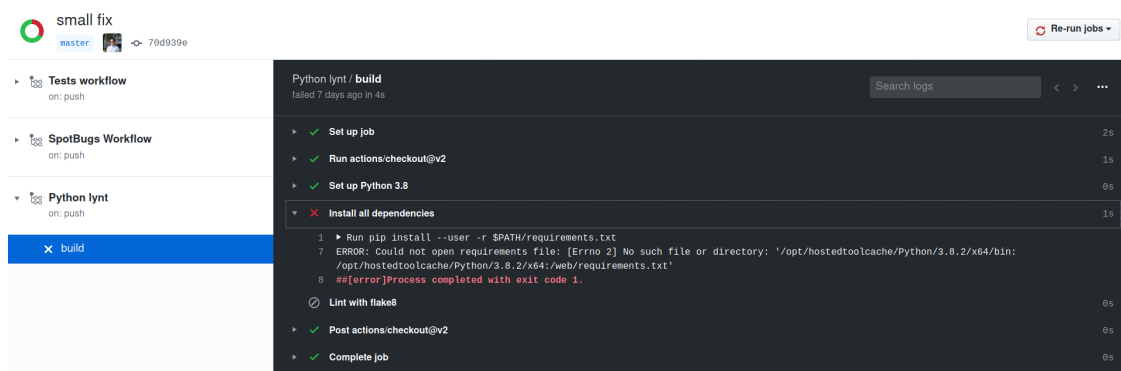 small fix
master 70d939e
Re-run jobs
Tests workflow
on: push
SpotBugs Workflow
on: push
Python lynt
on: push
build
Python lynt / build
failed 7 days ago in 4s
Search logs
Set up job 2s
Run actions/checkout@v2 1s
Set up Python 3.8 0s
Install all dependencies 1s
1 Run pip install --user -r $PATH/requirements.txt
7 ERROR: Could not open requirements file: [Errno 2] No such file or directory: '/opt/hostedtoolcache/Python/3.8.2/x64/bin:
/opt/hostedtoolcache/Python/3.8.2/x64:/web/requirements.txt'
8 ##[error]Process completed with exit code 1.
Lint with flake8 0s
Post actions/checkout@v2 0s
Complete job 0s